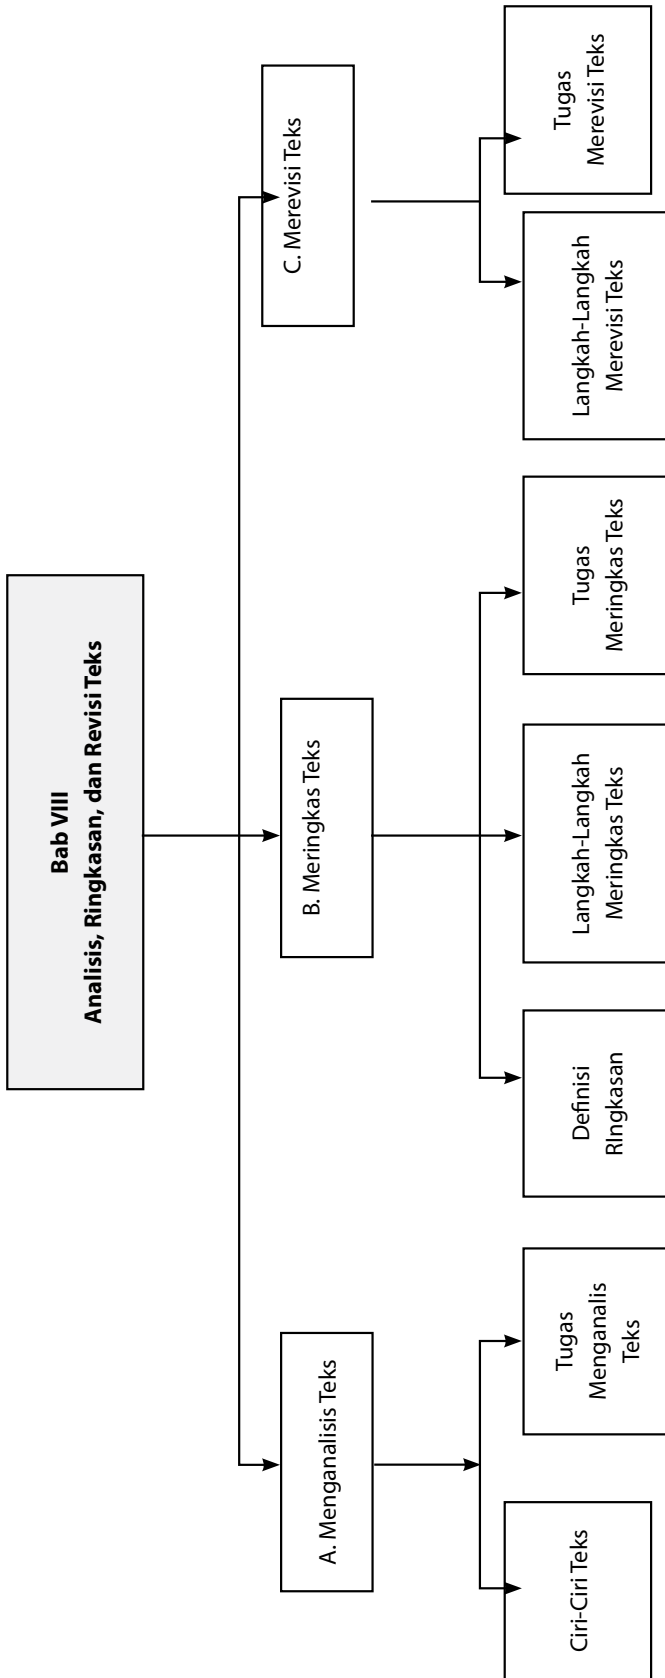 Bab VIII
Analisis, Ringkasan, dan Revisi Teks
A. Menganalisis Teks
B. Meringkas Teks
C. Merevisi Teks
Ciri-Ciri Teks
Tugas
Menganalis
Teks
Definisi
RIngkasan
Langkah-Langkah
Meringkas Teks
Tugas
Meringkas Teks
Langkah-Langkah
Merevisi Teks
Tugas
Merevisi Teks